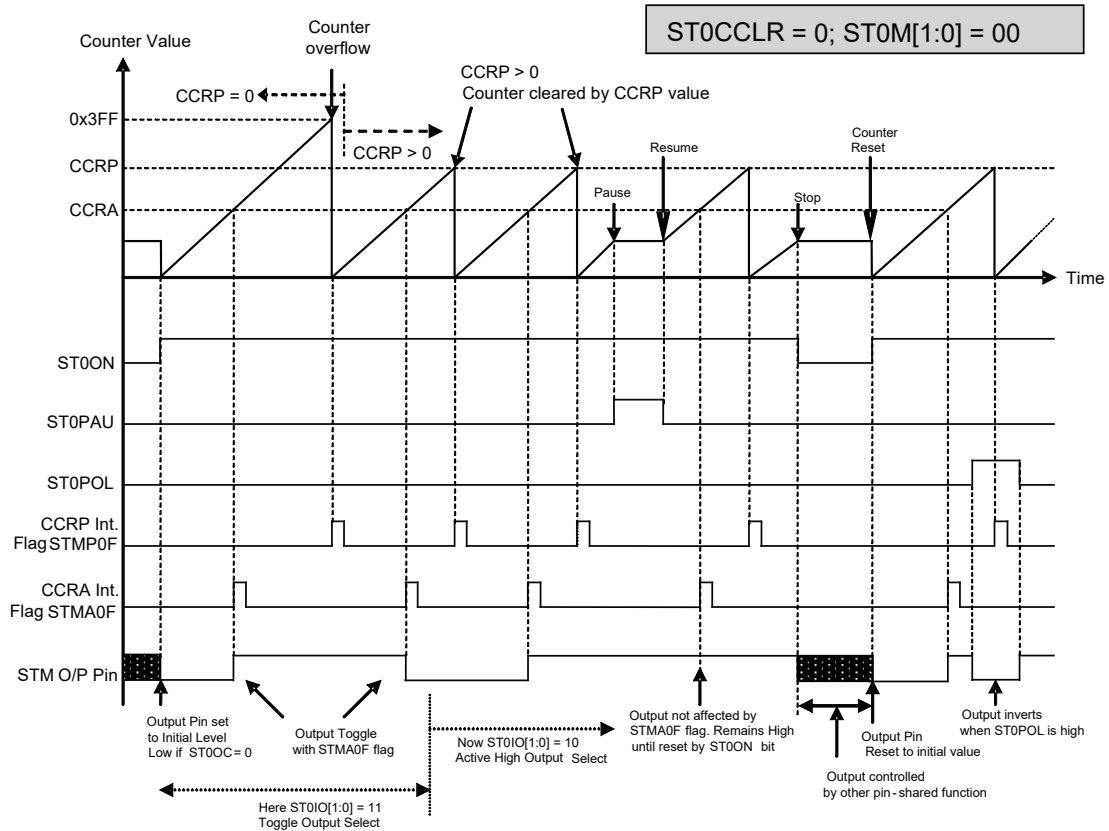 ST0CCLR = 0; ST0M[1:0] = 00
Counter Value
Counter
overflow
CCRP = 0
CCRP > 0
CCRP > 0
Counter cleared by CCRP value
0x3FF
CCRP
CCRA
Pause
Resume
Stop
Counter
Reset
Time
ST0ON
ST0PAU
ST0POL
CCRP Int.
Flag STMP0F
CCRA Int.
Flag STMA0F
STM O/P Pin
Output Pin set
to Initial Level
Low if ST0OC=0
Output Toggle
with STMA0F flag
Here ST0IO[1:0] = 11
Toggle Output Select
Now ST0IO[1:0] = 10
Active High Output Select
Output not affected by
STMA0F flag. Remains High
until reset by ST0ON bit
Output Pin
Reset to initial value
Output controlled
by other pin-shared function
Output inverts
when ST0POL is high